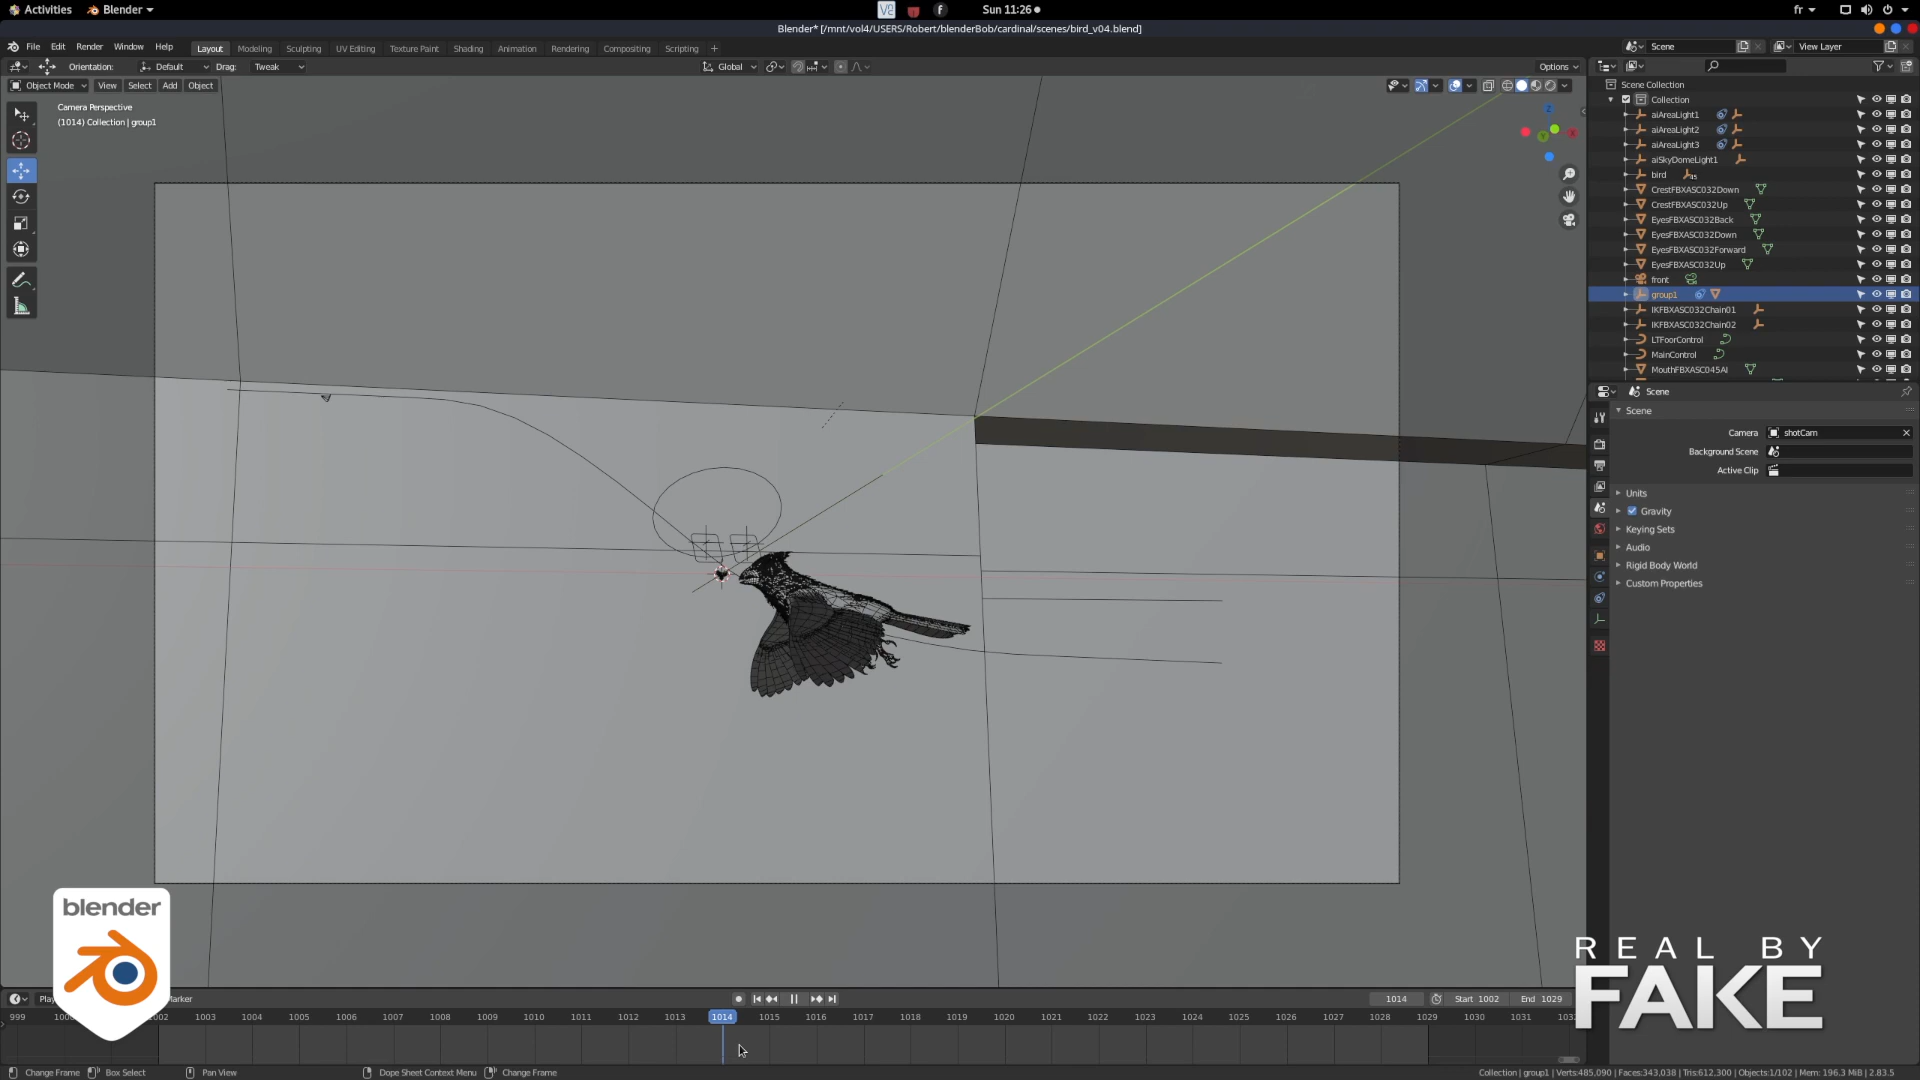 Activities Blender Sun 11:26 fr
Blender* [/mnt/vol4/USERS/Robert/blenderBob/cardinal/scenes/bird_v04.blend]
File Edit Render Window Help Layout Modeling Sculpting UV Editing Texture Paint Shading Animation Rendering Compositing Scripting + Scene View Layer
Orientation: Default Drag: Tweak Global Options
Object Mode View Select Add Object
Camera Perspective
(1014) Collection | group1
Scene Collection
Collection
aiAreaLight1
aiAreaLight2
aiAreaLight3
aiSkyDomeLight1
bird
CrestFBXASC032Down
CrestFBXASC032Up
EyesFBXASC032Back
EyesFBXASC032Down
EyesFBXASC032Forward
EyesFBXASC032Up
front
group1
IKFBXASC032Chain01
IKFBXASC032Chain02
LTFoorControl
MainControl
MouthFBXASC045AI
Scene
Scene
Camera shotCam
Background Scene
Active Clip
Units
Gravity
Keying Sets
Audio
Rigid Body World
Custom Properties
blender
REAL BY
FAKE
Play Marker 1014 Start 1002 End 1029
999 1003 1004 1005 1006 1007 1008 1009 1010 1011 1012 1013 1014 1015 1016 1017 1018 1019 1020 1021 1022 1023 1024 1025 1026 1027 1028 1029 1030 1031
Change Frame Box Select Pan View Dope Sheet Context Menu Change Frame Collection | group1 | Verts:485,090 | Faces:343,038 | Tris:612,300 | Objects:1/102 | Mem: 196.3 MiB | 2.83.5